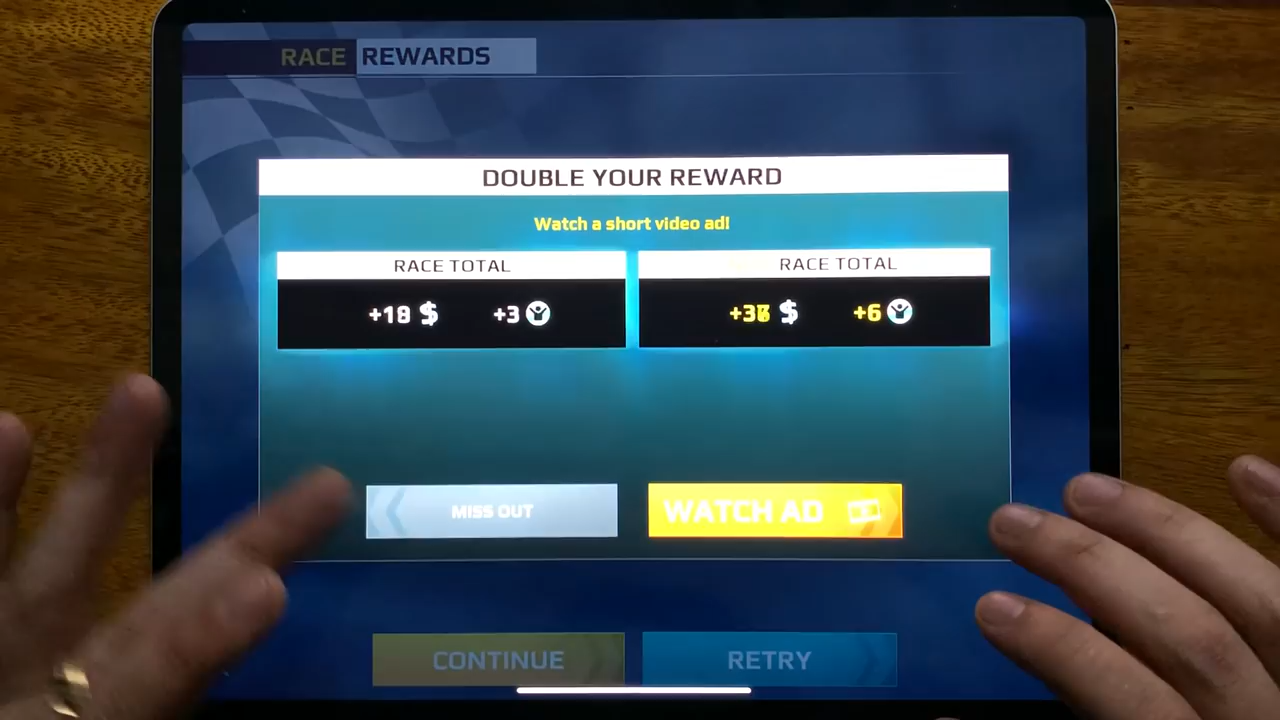 RACE REWARDS
DOUBLE YOUR REWARD
Watch a short video ad!
RACE TOTAL
+3
RACE TOTAL
+6
MISS OUT
WATCH AD
CONTINUE
RETRY